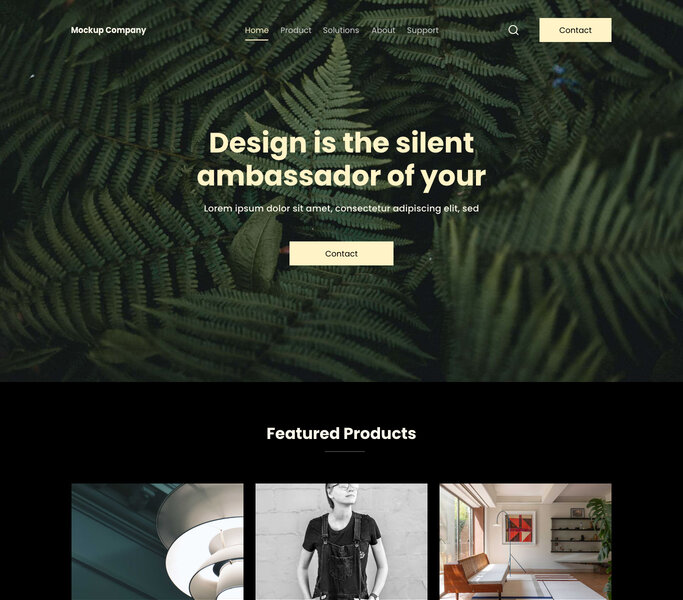 Mockup Company
Home Product Solutions About Support
Contact
Design is the silent
ambassador of your
Lorem ipsum dolor sit amet, consectetur adipiscing elit, sed
Contact
Featured Products